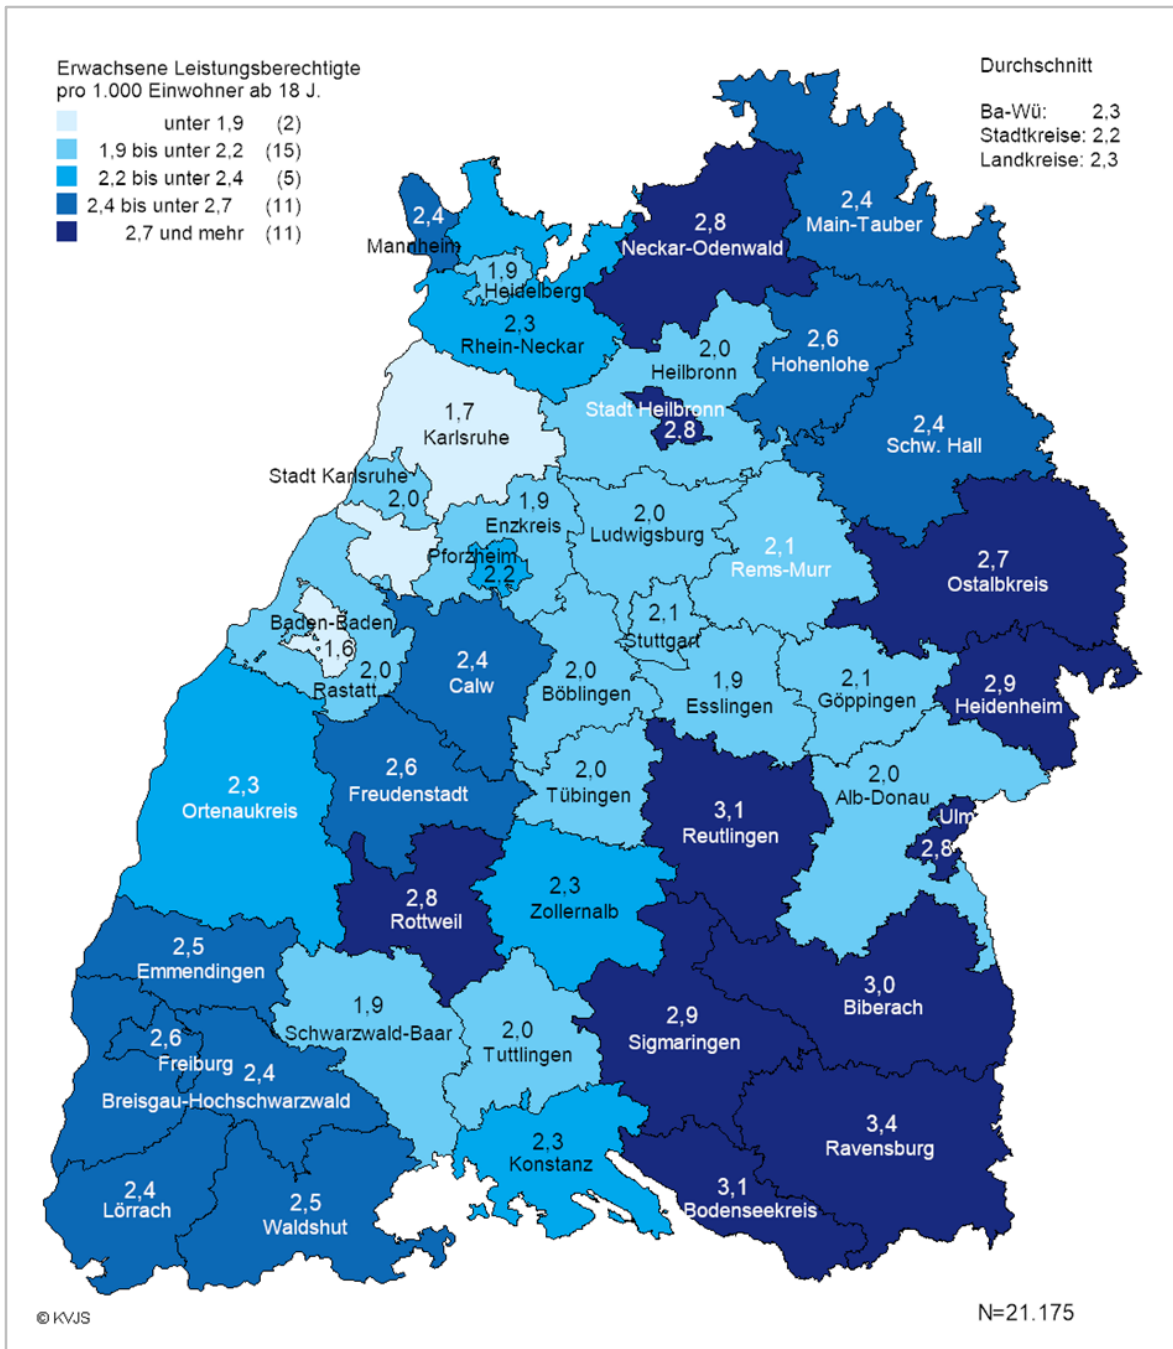 Erwachsene Leistungsberechtigte
pro 1.000 Einwohner ab 18 J.
unter 1,9 (2)
1,9 bis unter 2,2 (15)
2,2 bis unter 2,4 (5)
2,4 bis unter 2,7 (11)
2,7 und mehr (11)
Durchschnitt
Ba-Wü: 2,3
Stadtkreise: 2,2
Landkreise: 2,3
2,4
Mannheim
1,9
Heidelberg
2,3
Rhein-Neckar
2,8
Neckar-Odenwald
2,4
Main-Tauber
2,0
Heilbronn
2,6
Hohenlohe
Stadt Heilbronn
2,8
1,7
Karlsruhe
2,4
Schw. Hall
Stadt Karlsruhe
2,0
1,9
Enzkreis
Pforzheim
2,2
2,0
Ludwigsburg
2,1
Rems-Murr
2,7
Ostalbkreis
Baden-Baden
1,6
2,0
Rastatt
2,4
Calw
2,0
Böblingen
2,1
Stuttgart
1,9
Esslingen
2,1
Göppingen
2,9
Heidenheim
2,3
Ortenaukreis
2,6
Freudenstadt
2,0
Tübingen
3,1
Reutlingen
2,0
Alb-Donau
Ulm
2,8
2,8
Rottweil
2,3
Zollernalb
2,5
Emmendingen
1,9
Schwarzwald-Baar
2,0
Tuttlingen
2,9
Sigmaringen
3,0
Biberach
2,6
Freiburg
2,4
Breisgau-Hochschwarzwald
2,3
Konstanz
3,4
Ravensburg
2,4
Lörrach
2,5
Waldshut
3,1
Bodenseekreis
© KVJS
N=21.175